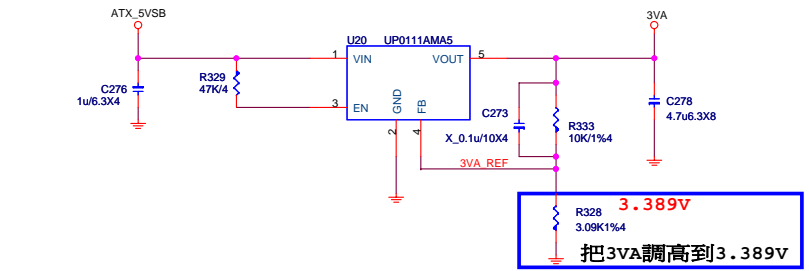 ATX_5VSB
3VA
U20 UP0111AMA5
1 VIN VOUT 5
R329
47K/4
C276
1u/6.3X4
3 EN
GND
FB
2
4
C273
X_0.1u/10X4
R333
10K/1%4
C278
4.7u6.3X8
3VA_REF
3.389V
R328
3.09K1%4
把3VA調高到3.389V